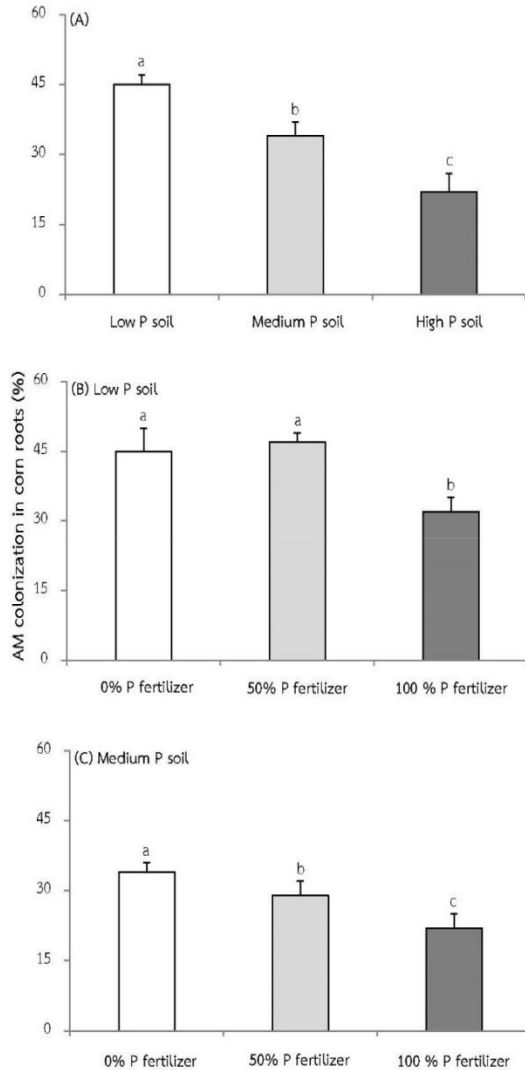 AM colonization in corn roots (%)
(A)
60
45
30
15
0
a
b
c
Low P soil Medium P soil High P soil
(B) Low P soil
60
45
30
15
0
a
a
b
0% P fertilizer 50% P fertilizer 100 % P fertilizer
(C) Medium P soil
60
45
30
15
0
a
b
c
0% P fertilizer 50% P fertilizer 100 % P fertilizer